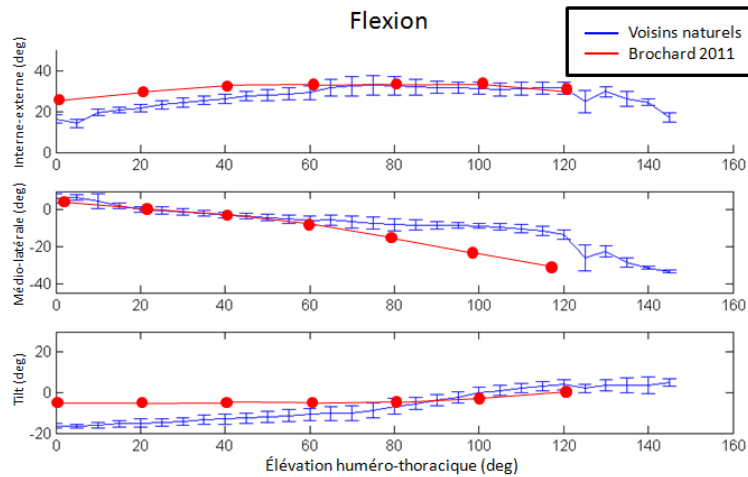 Flexion
Voisins naturels
Brochard 2011
Interne-externe (deg)
40
20
0
0 20 40 60 80 100 120 140 160
Médio-latérale (deg)
0
-20
-40
0 20 40 60 80 100 120 140 160
Tilt (deg)
20
0
-20
0 20 40 60 80 100 120 140 160
Élévation huméro-thoracique (deg)